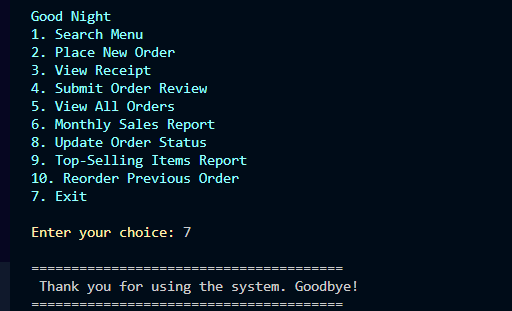 Good Night
1. Search Menu
2. Place New Order
3. View Receipt
4. Submit Order Review
5. View All Orders
6. Monthly Sales Report
8. Update Order Status
9. Top-Selling Items Report
10. Reorder Previous Order
7. Exit
Enter your choice: 7
=======================================
Thank you for using the system. Goodbye!
=======================================